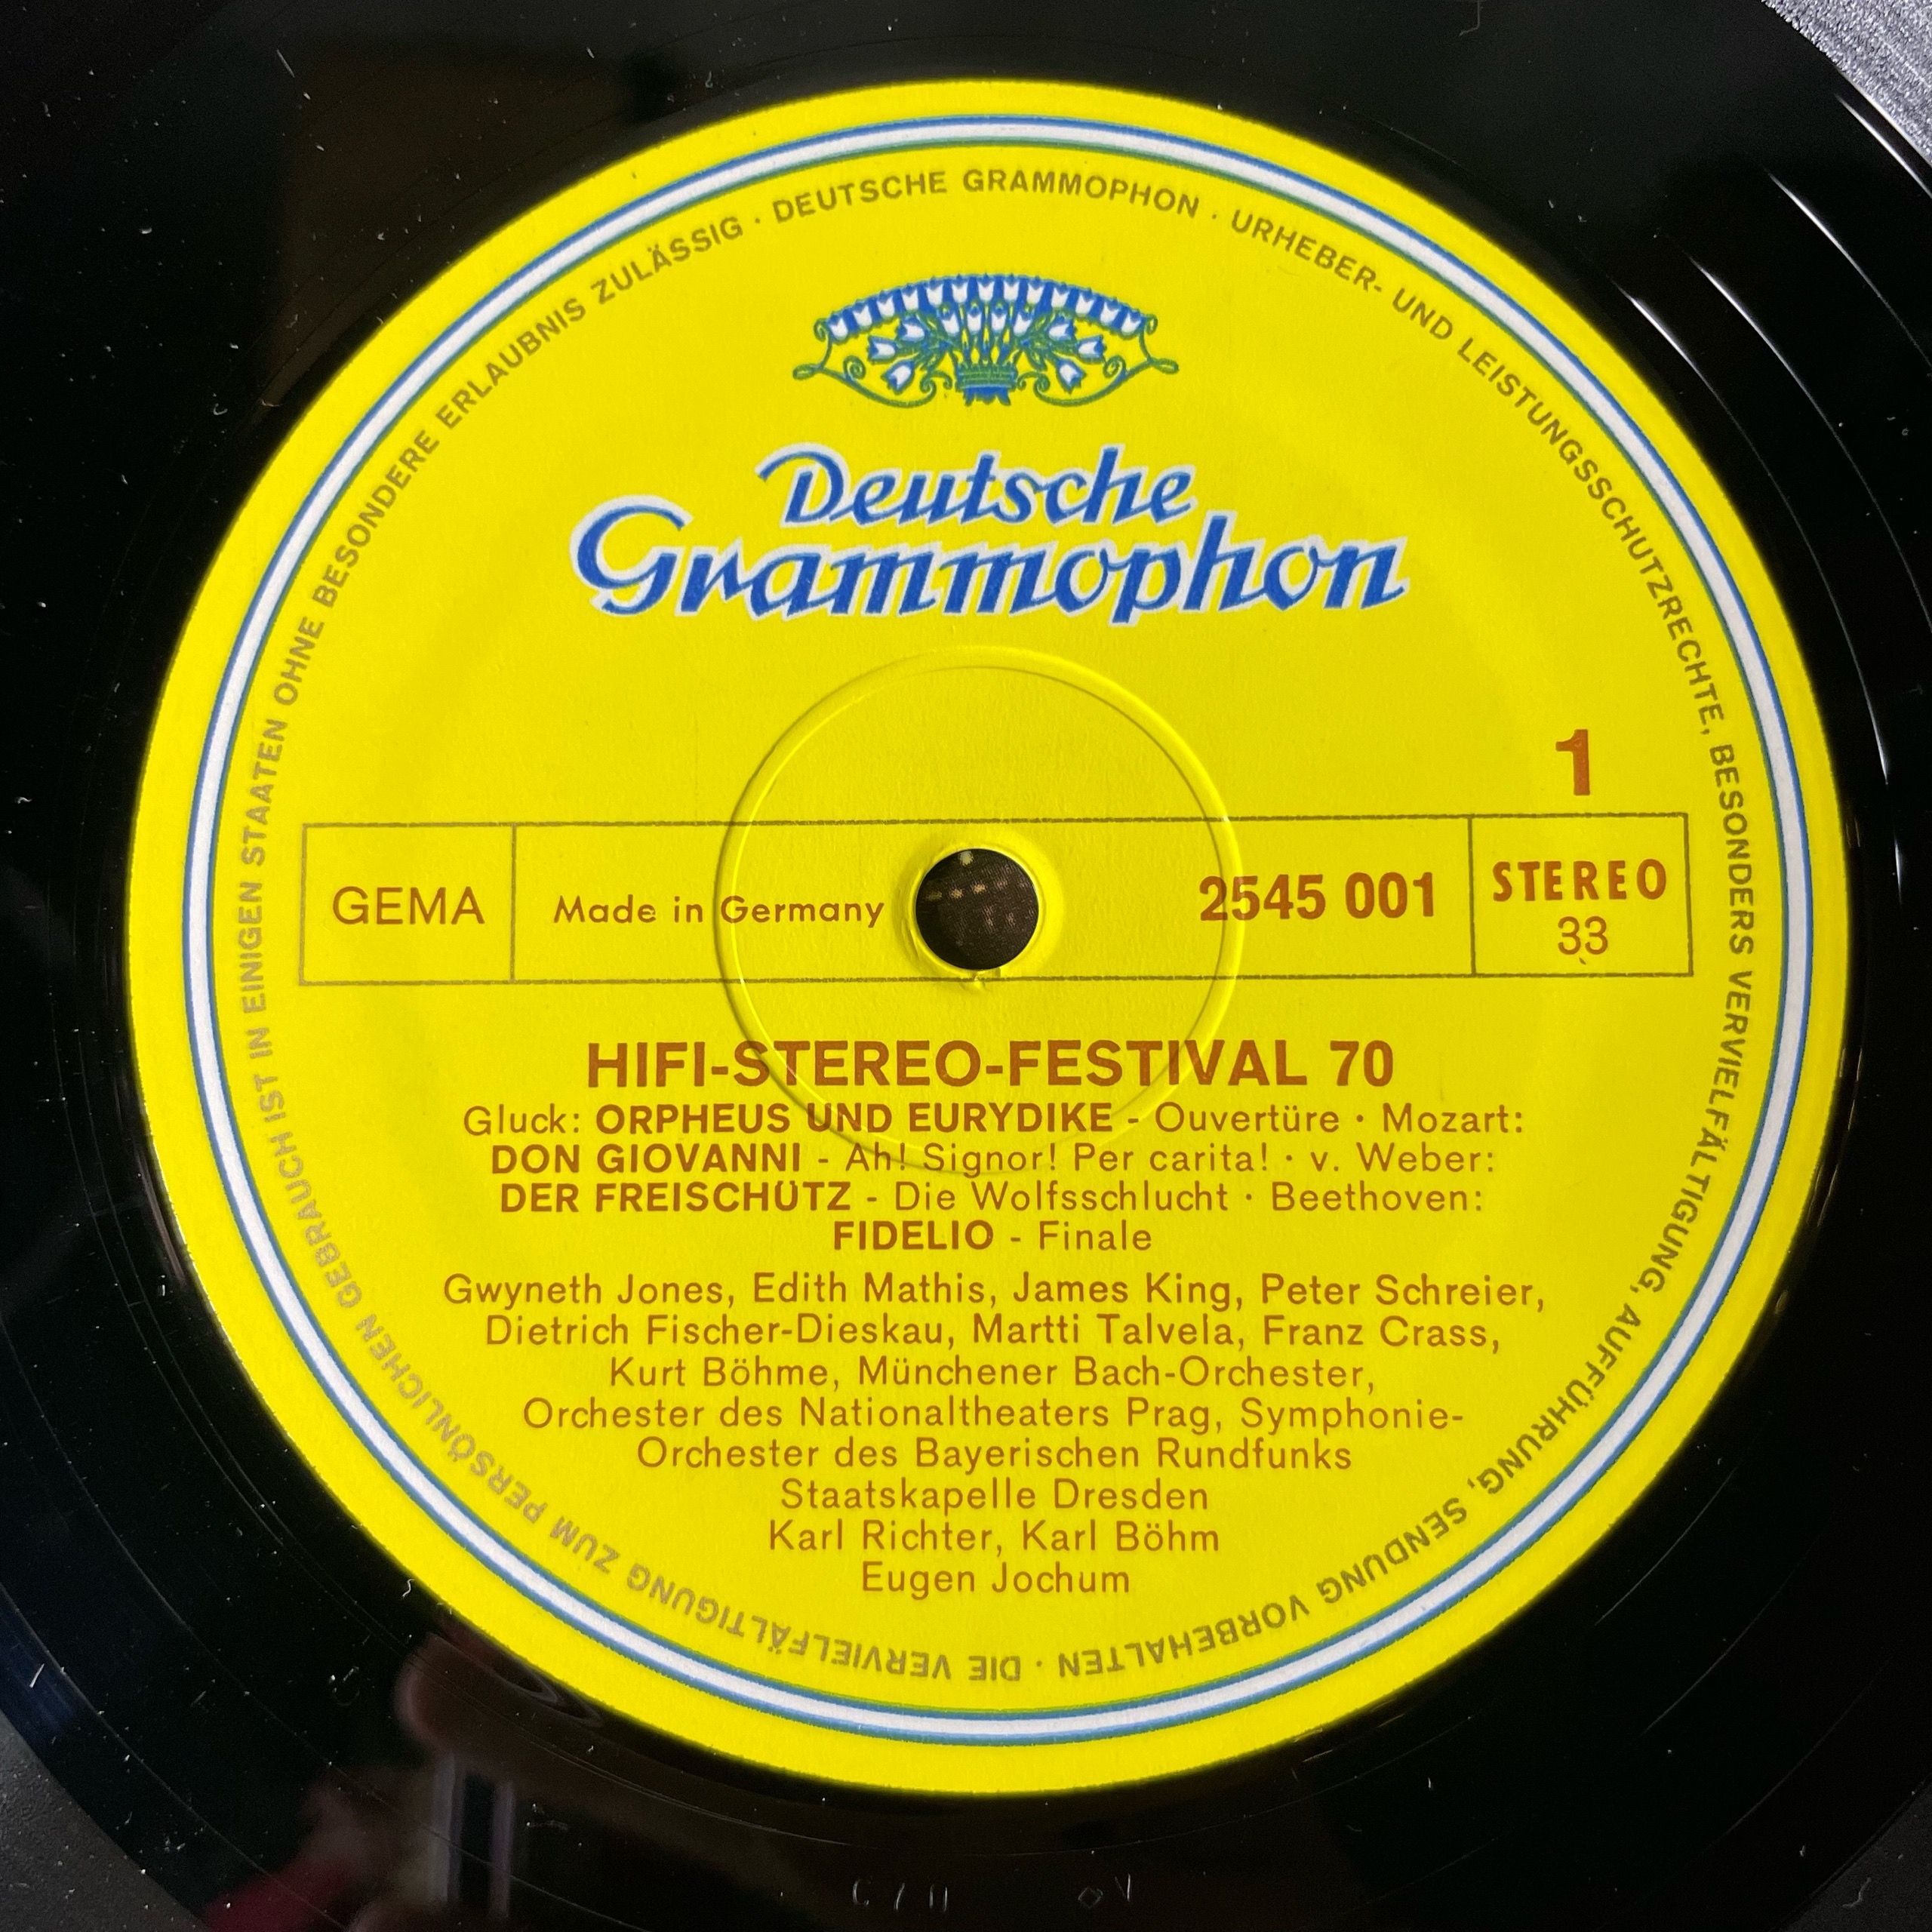 DEUTSCHE GRAMMOPHON · URHEBER- UND LEISTUNGSSCHUTZRECHTE, BESONDERS VERVIELFÄLTIGUNG, AUFFÜHRUNG, SENDUNG VORBEHALTEN · DIE VERVIELFÄLTIGUNG ZUM PERSÖNLICHEN GEBRAUCH IST IN EINIGEN STAATEN OHNE BESONDERE ERLAUBNIS ZULÄSSIG ·
Deutsche
Grammophon
1
GEMA
Made in Germany
2545 001
STEREO
33
HIFI-STEREO-FESTIVAL 70
Gluck: ORPHEUS UND EURYDIKE - Ouvertüre · Mozart:
DON GIOVANNI - Ah! Signor! Per carita! · v. Weber:
DER FREISCHÜTZ - Die Wolfsschlucht · Beethoven:
FIDELIO - Finale
Gwyneth Jones, Edith Mathis, James King, Peter Schreier,
Dietrich Fischer-Dieskau, Martti Talvela, Franz Crass,
Kurt Böhme, Münchener Bach-Orchester,
Orchester des Nationaltheaters Prag, Symphonie-
Orchester des Bayerischen Rundfunks
Staatskapelle Dresden
Karl Richter, Karl Böhm
Eugen Jochum